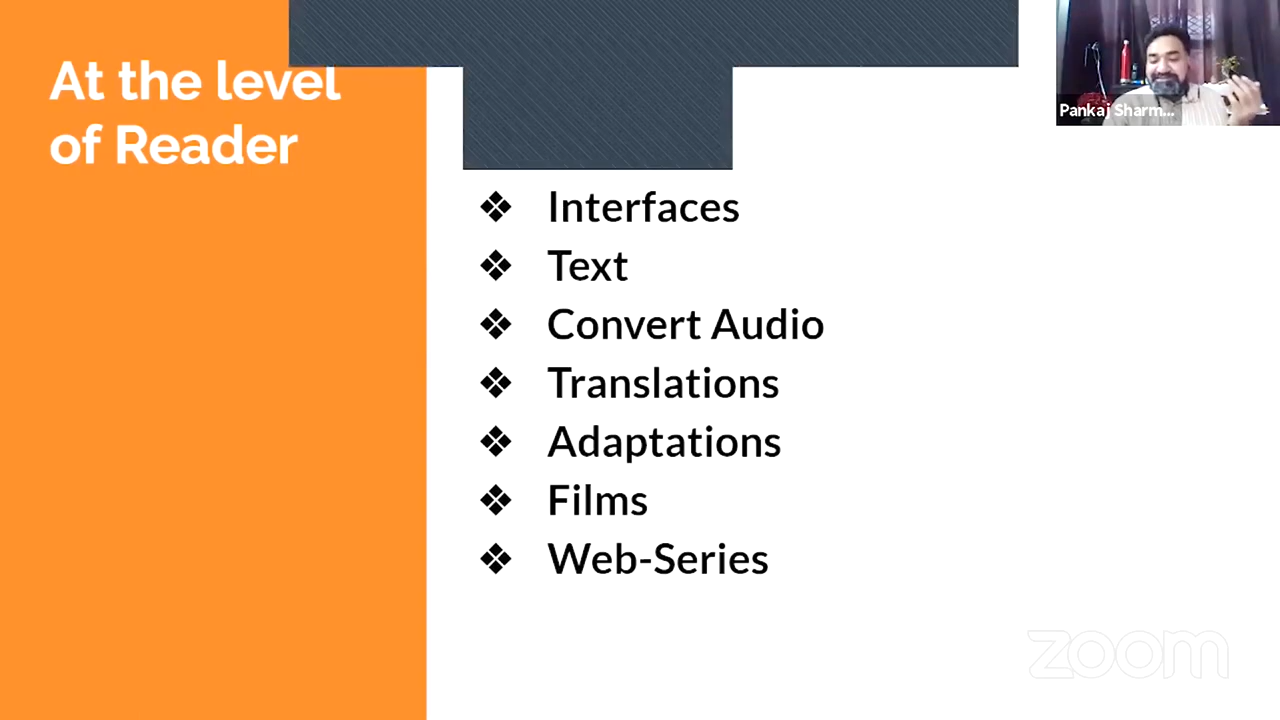 At the level
of Reader
Pankaj Sharm...
❖ Interfaces
❖ Text
❖ Convert Audio
❖ Translations
❖ Adaptations
❖ Films
❖ Web-Series
zoom